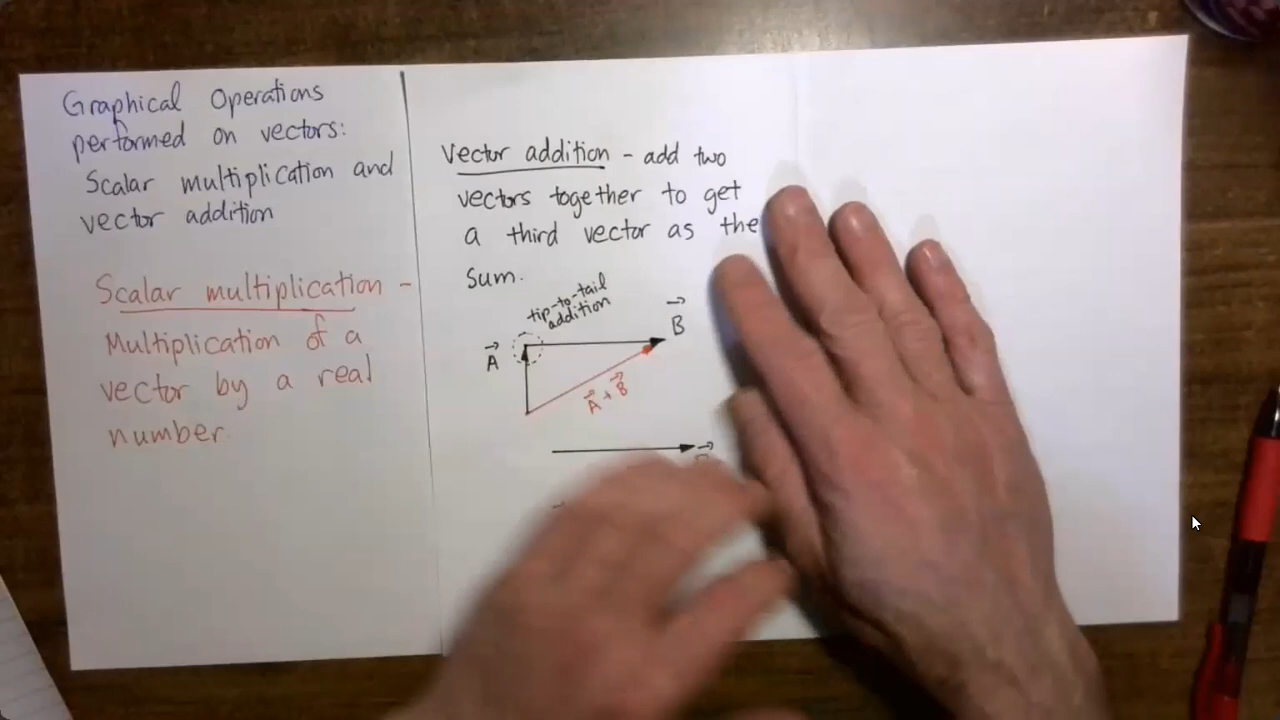 Graphical Operations
performed on vectors:
Scalar multiplication and
vector addition
Scalar multiplication -
Multiplication of a
vector by a real
number.
Vector addition - add two
vectors together to get
a third vector as the
Sum.
tip-to-tail
addition
A
B
A + B